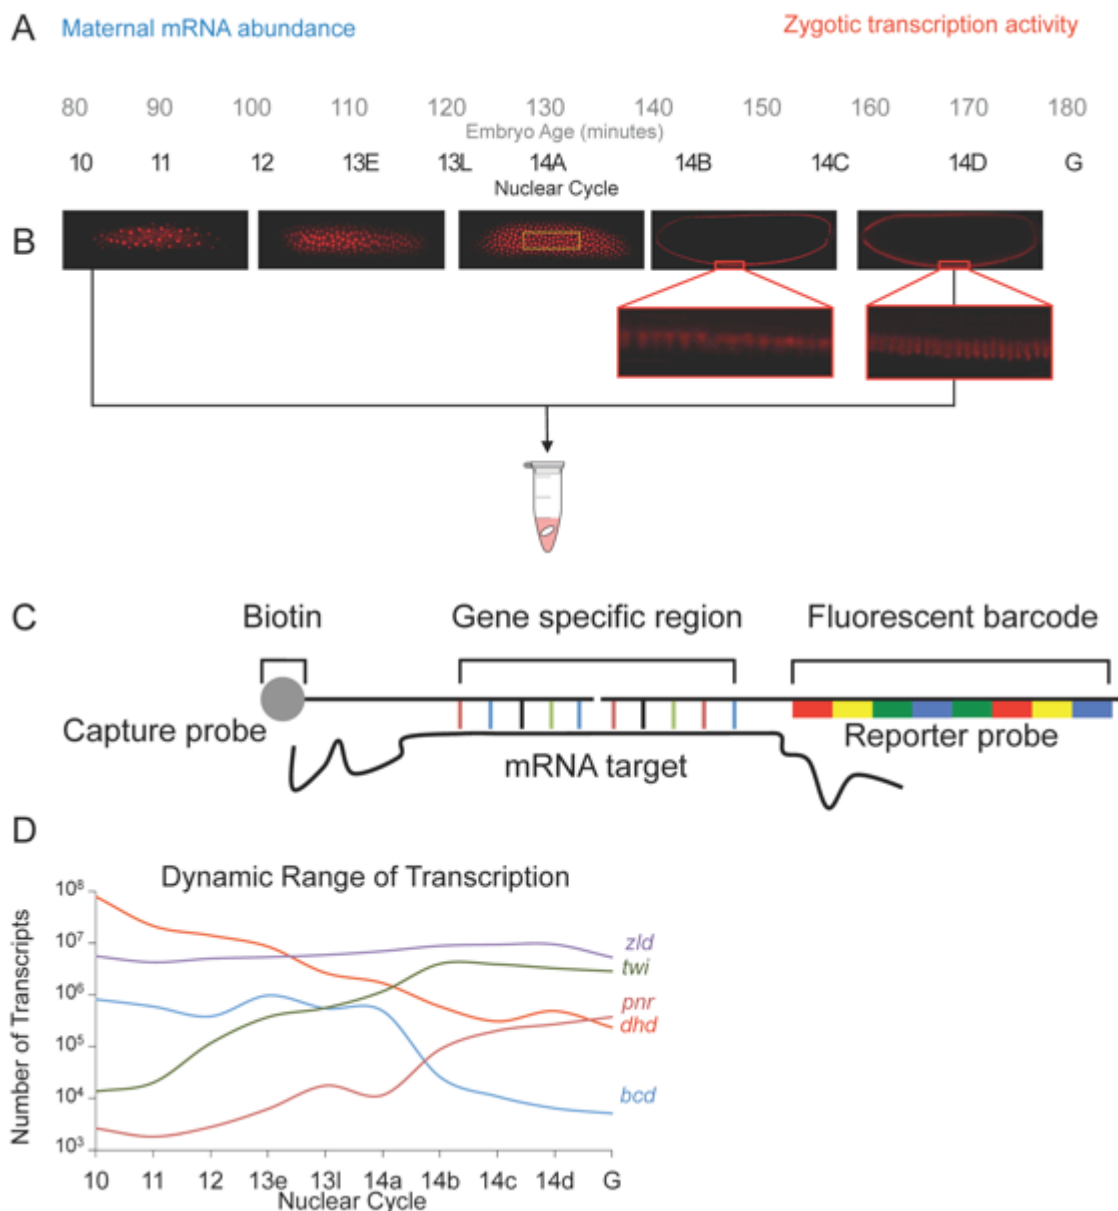 A Maternal mRNA abundance Zygotic transcription activity
80 90 100 110 120 130 140 150 160 170 180
Embryo Age (minutes)
10 11 12 13E 13L 14A 14B 14C 14D G
Nuclear Cycle
B
C
Biotin Gene specific region Fluorescent barcode
Capture probe mRNA target Reporter probe
D
Dynamic Range of Transcription
Number of Transcripts
10⁸
10⁷
10⁶
10⁵
10⁴
10³
zld
twi
pnr
dhd
bcd
10 11 12 13e 13l 14a 14b 14c 14d G
Nuclear Cycle